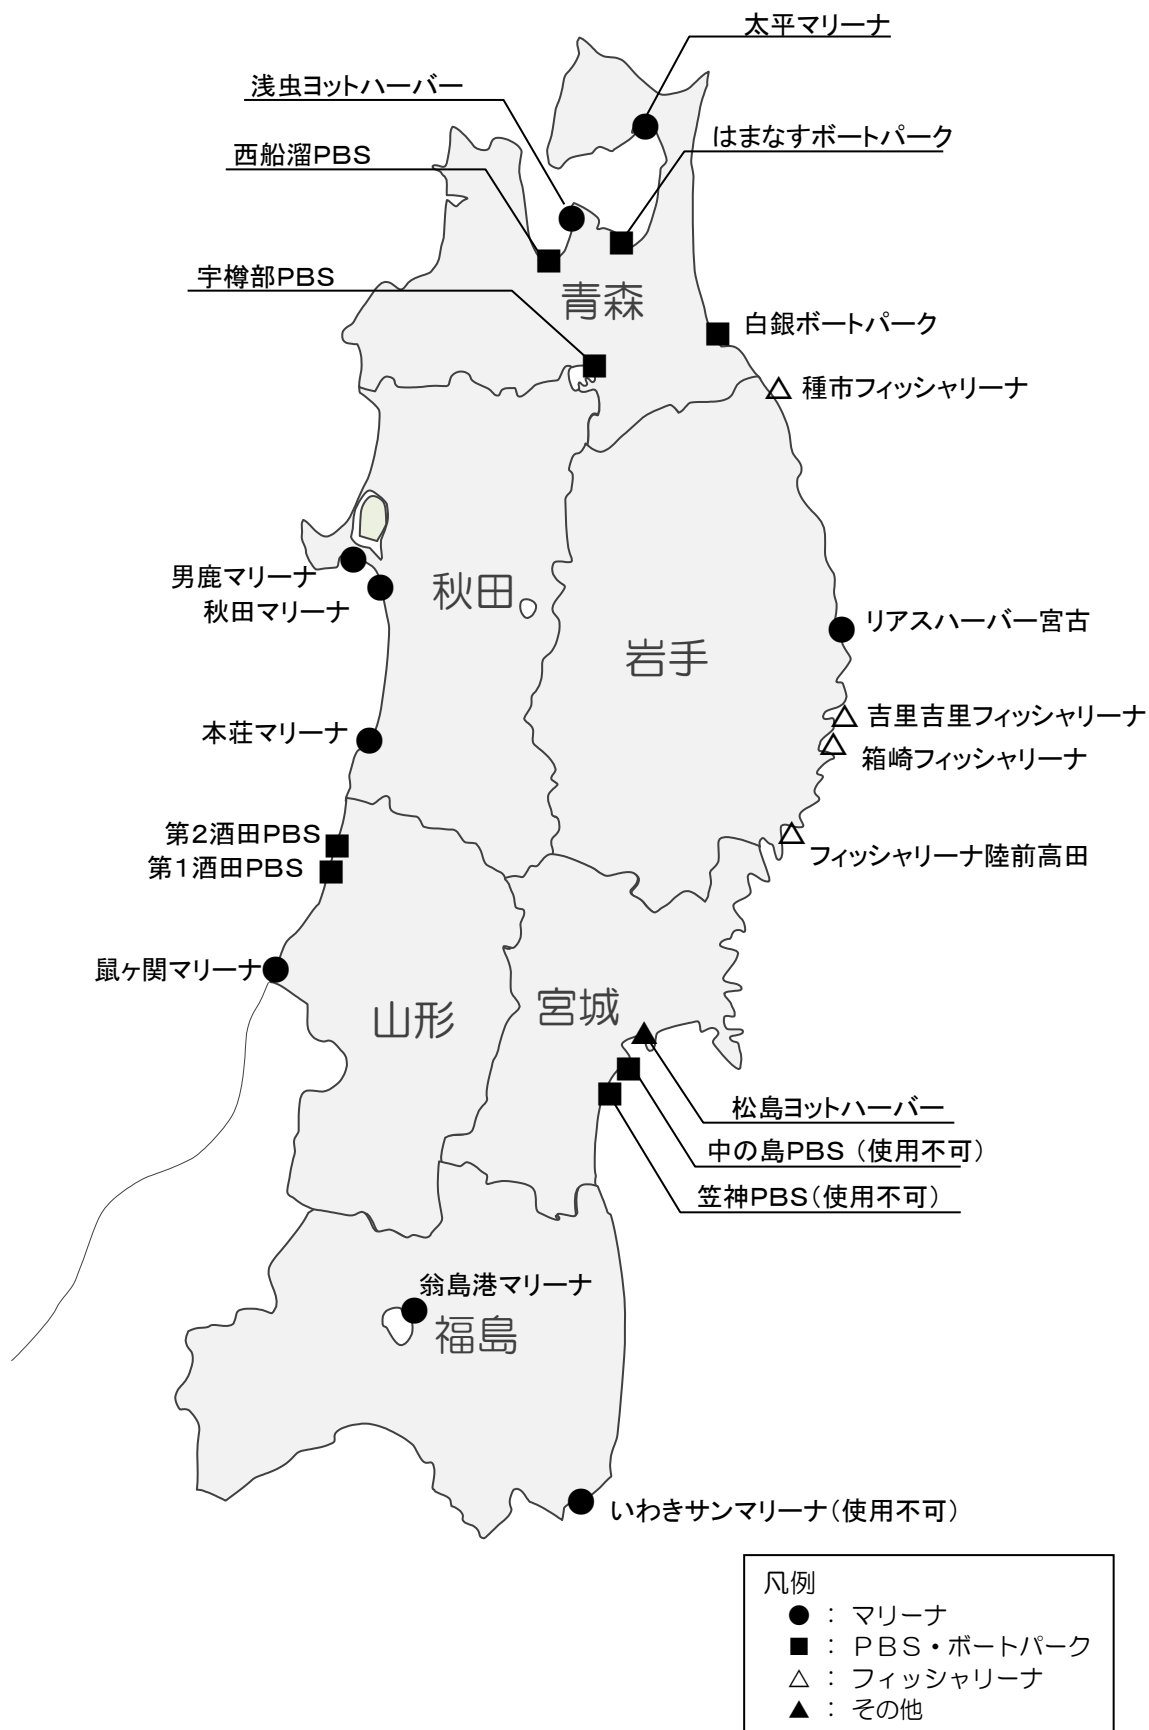 太平マリーナ
浅虫ヨットハーバー
はまなすボートパーク
西船溜PBS
宇樽部PBS
青森
白銀ボートパーク
種市フィッシャリーナ
男鹿マリーナ
秋田マリーナ
秋田
リアスハーバー宮古
岩手
吉里吉里フィッシャリーナ
本荘マリーナ
箱崎フィッシャリーナ
第2酒田PBS
第1酒田PBS
フィッシャリーナ陸前高田
鼠ヶ関マリーナ
山形
宮城
松島ヨットハーバー
中の島PBS（使用不可）
笠神PBS（使用不可）
翁島港マリーナ
福島
いわきサンマリーナ（使用不可）
凡例
●：マリーナ
■：ＰＢＳ・ボートパーク
△：フィッシャリーナ
▲：その他